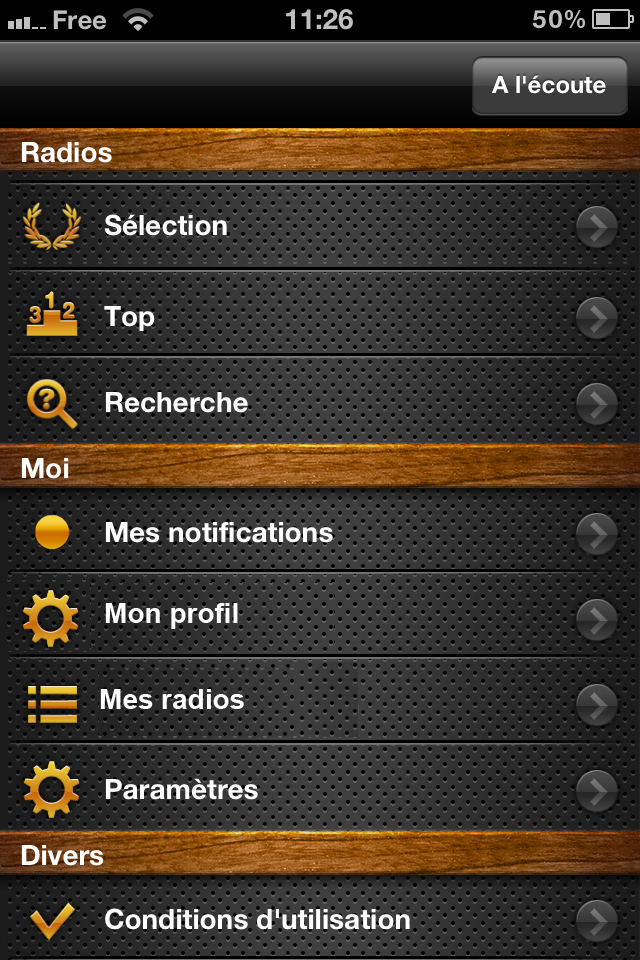 Free 11:26 50%
A l'écoute
Radios
Sélection
1
3 2
Top
?
Recherche
Moi
Mes notifications
Mon profil
Mes radios
Paramètres
Divers
Conditions d'utilisation